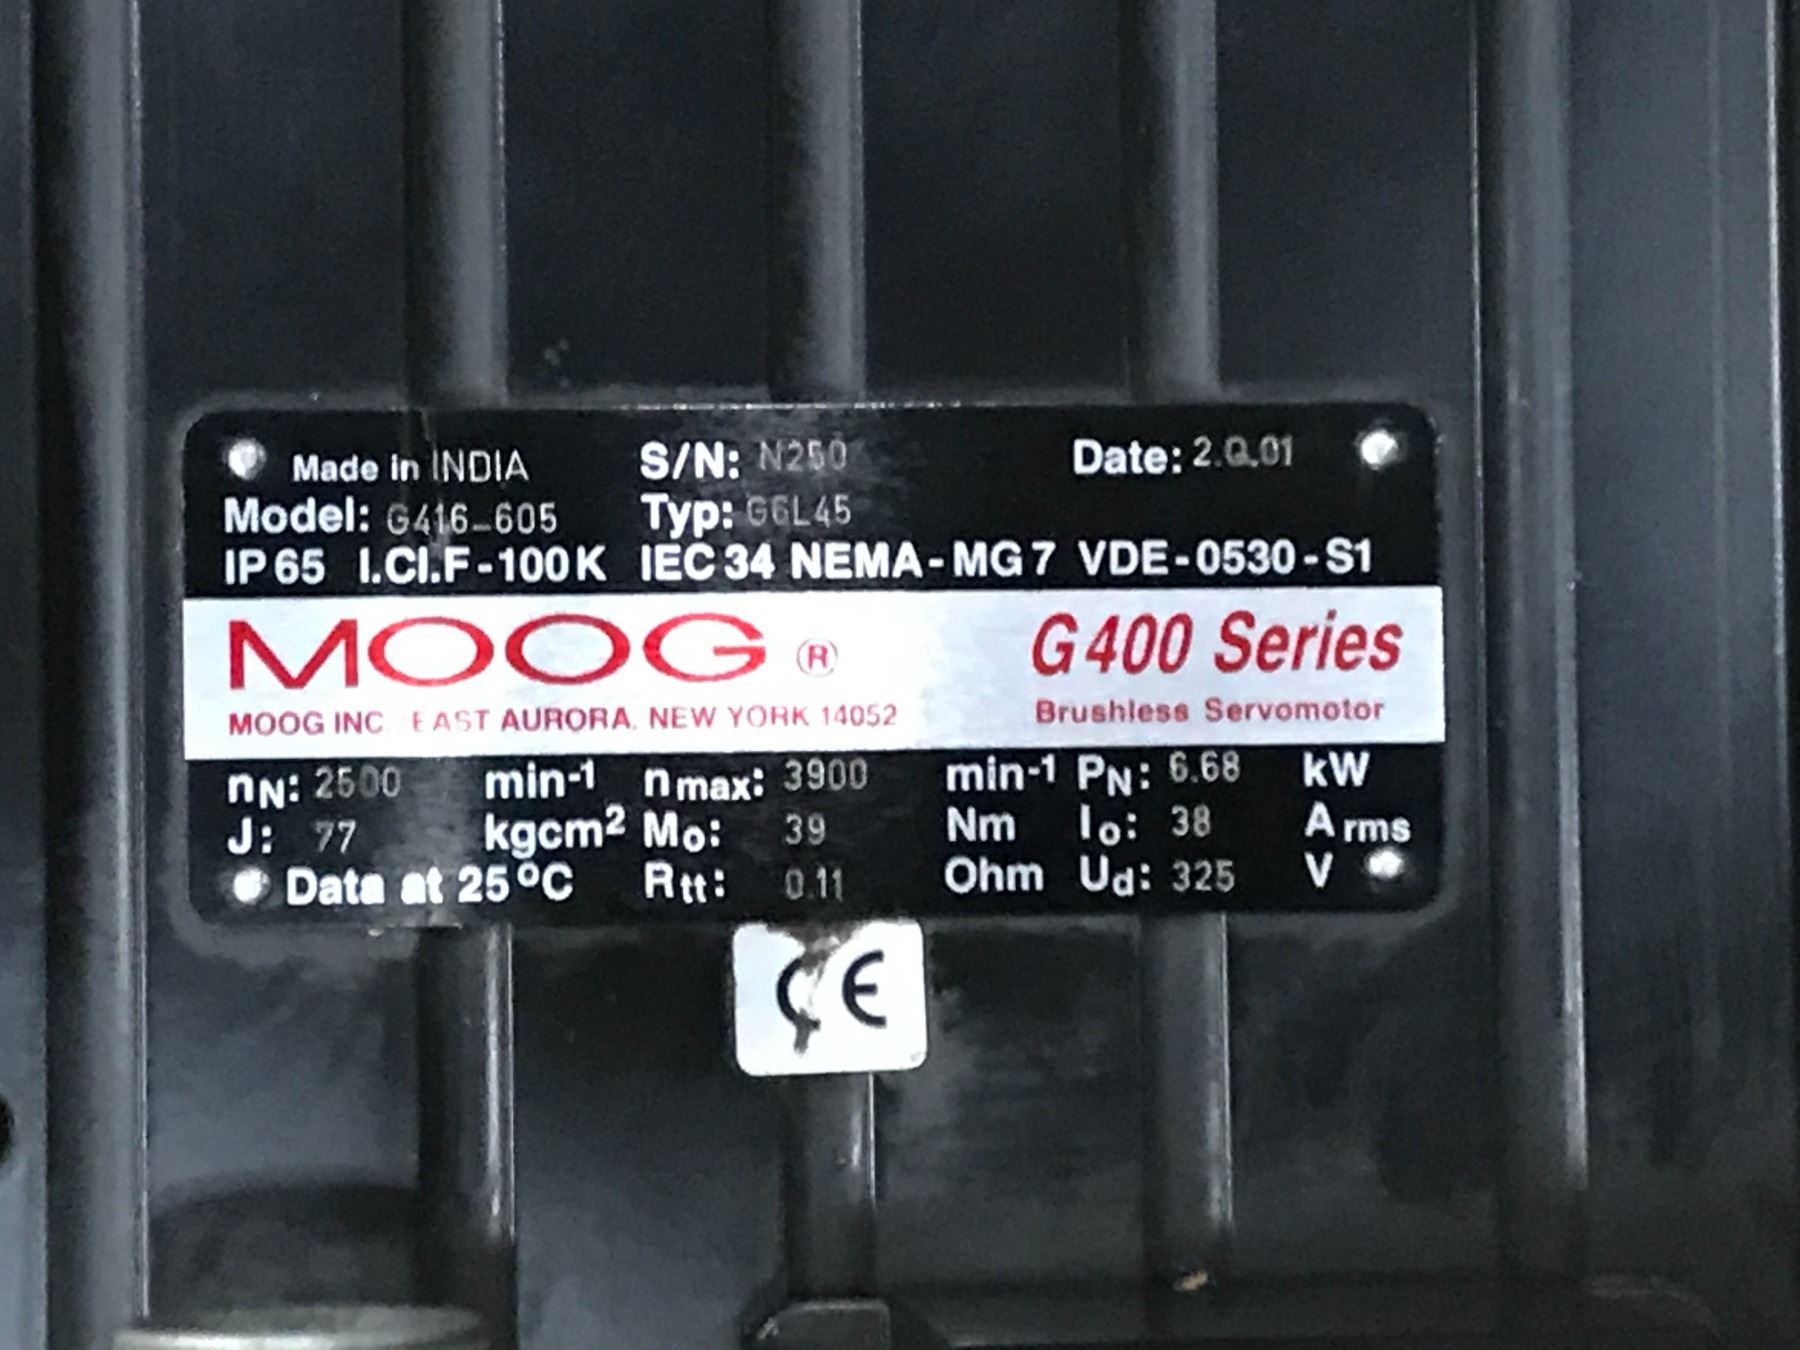 Made in INDIA S/N: N250 Date: 2.Q.01
Model: G416-605 Typ: G6L45
IP 65 I.Cl.F-100K IEC 34 NEMA-MG 7 VDE-0530-S1
MOOG ® G400 Series
MOOG INC. EAST AURORA, NEW YORK 14052 Brushless Servomotor
nN: 2500 min-1 nmax: 3900 min-1 PN: 6.68 kW
J: 77 kgcm² Mo: 39 Nm Io: 38 Arms
Data at 25°C Rtt: 0.11 Ohm Ud: 325 V
CE